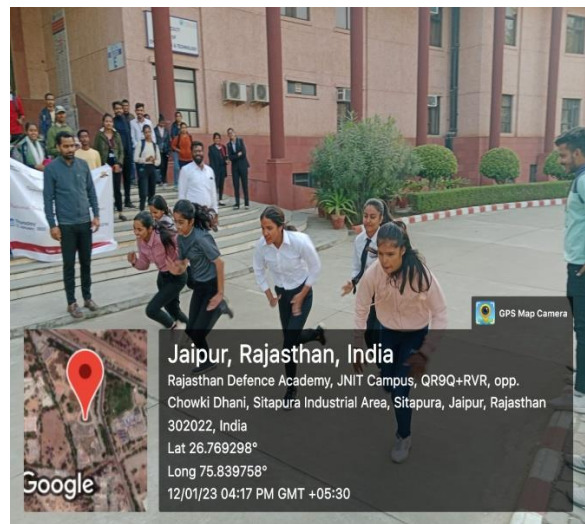 & TECHNOLOGY
GPS Map Camera
Jaipur, Rajasthan, India
Rajasthan Defence Academy, JNIT Campus, QR9Q+RVR, opp.
Chowki Dhani, Sitapura Industrial Area, Sitapura, Jaipur, Rajasthan
302022, India
Lat 26.769298°
Long 75.839758°
12/01/23 04:17 PM GMT +05:30
Google